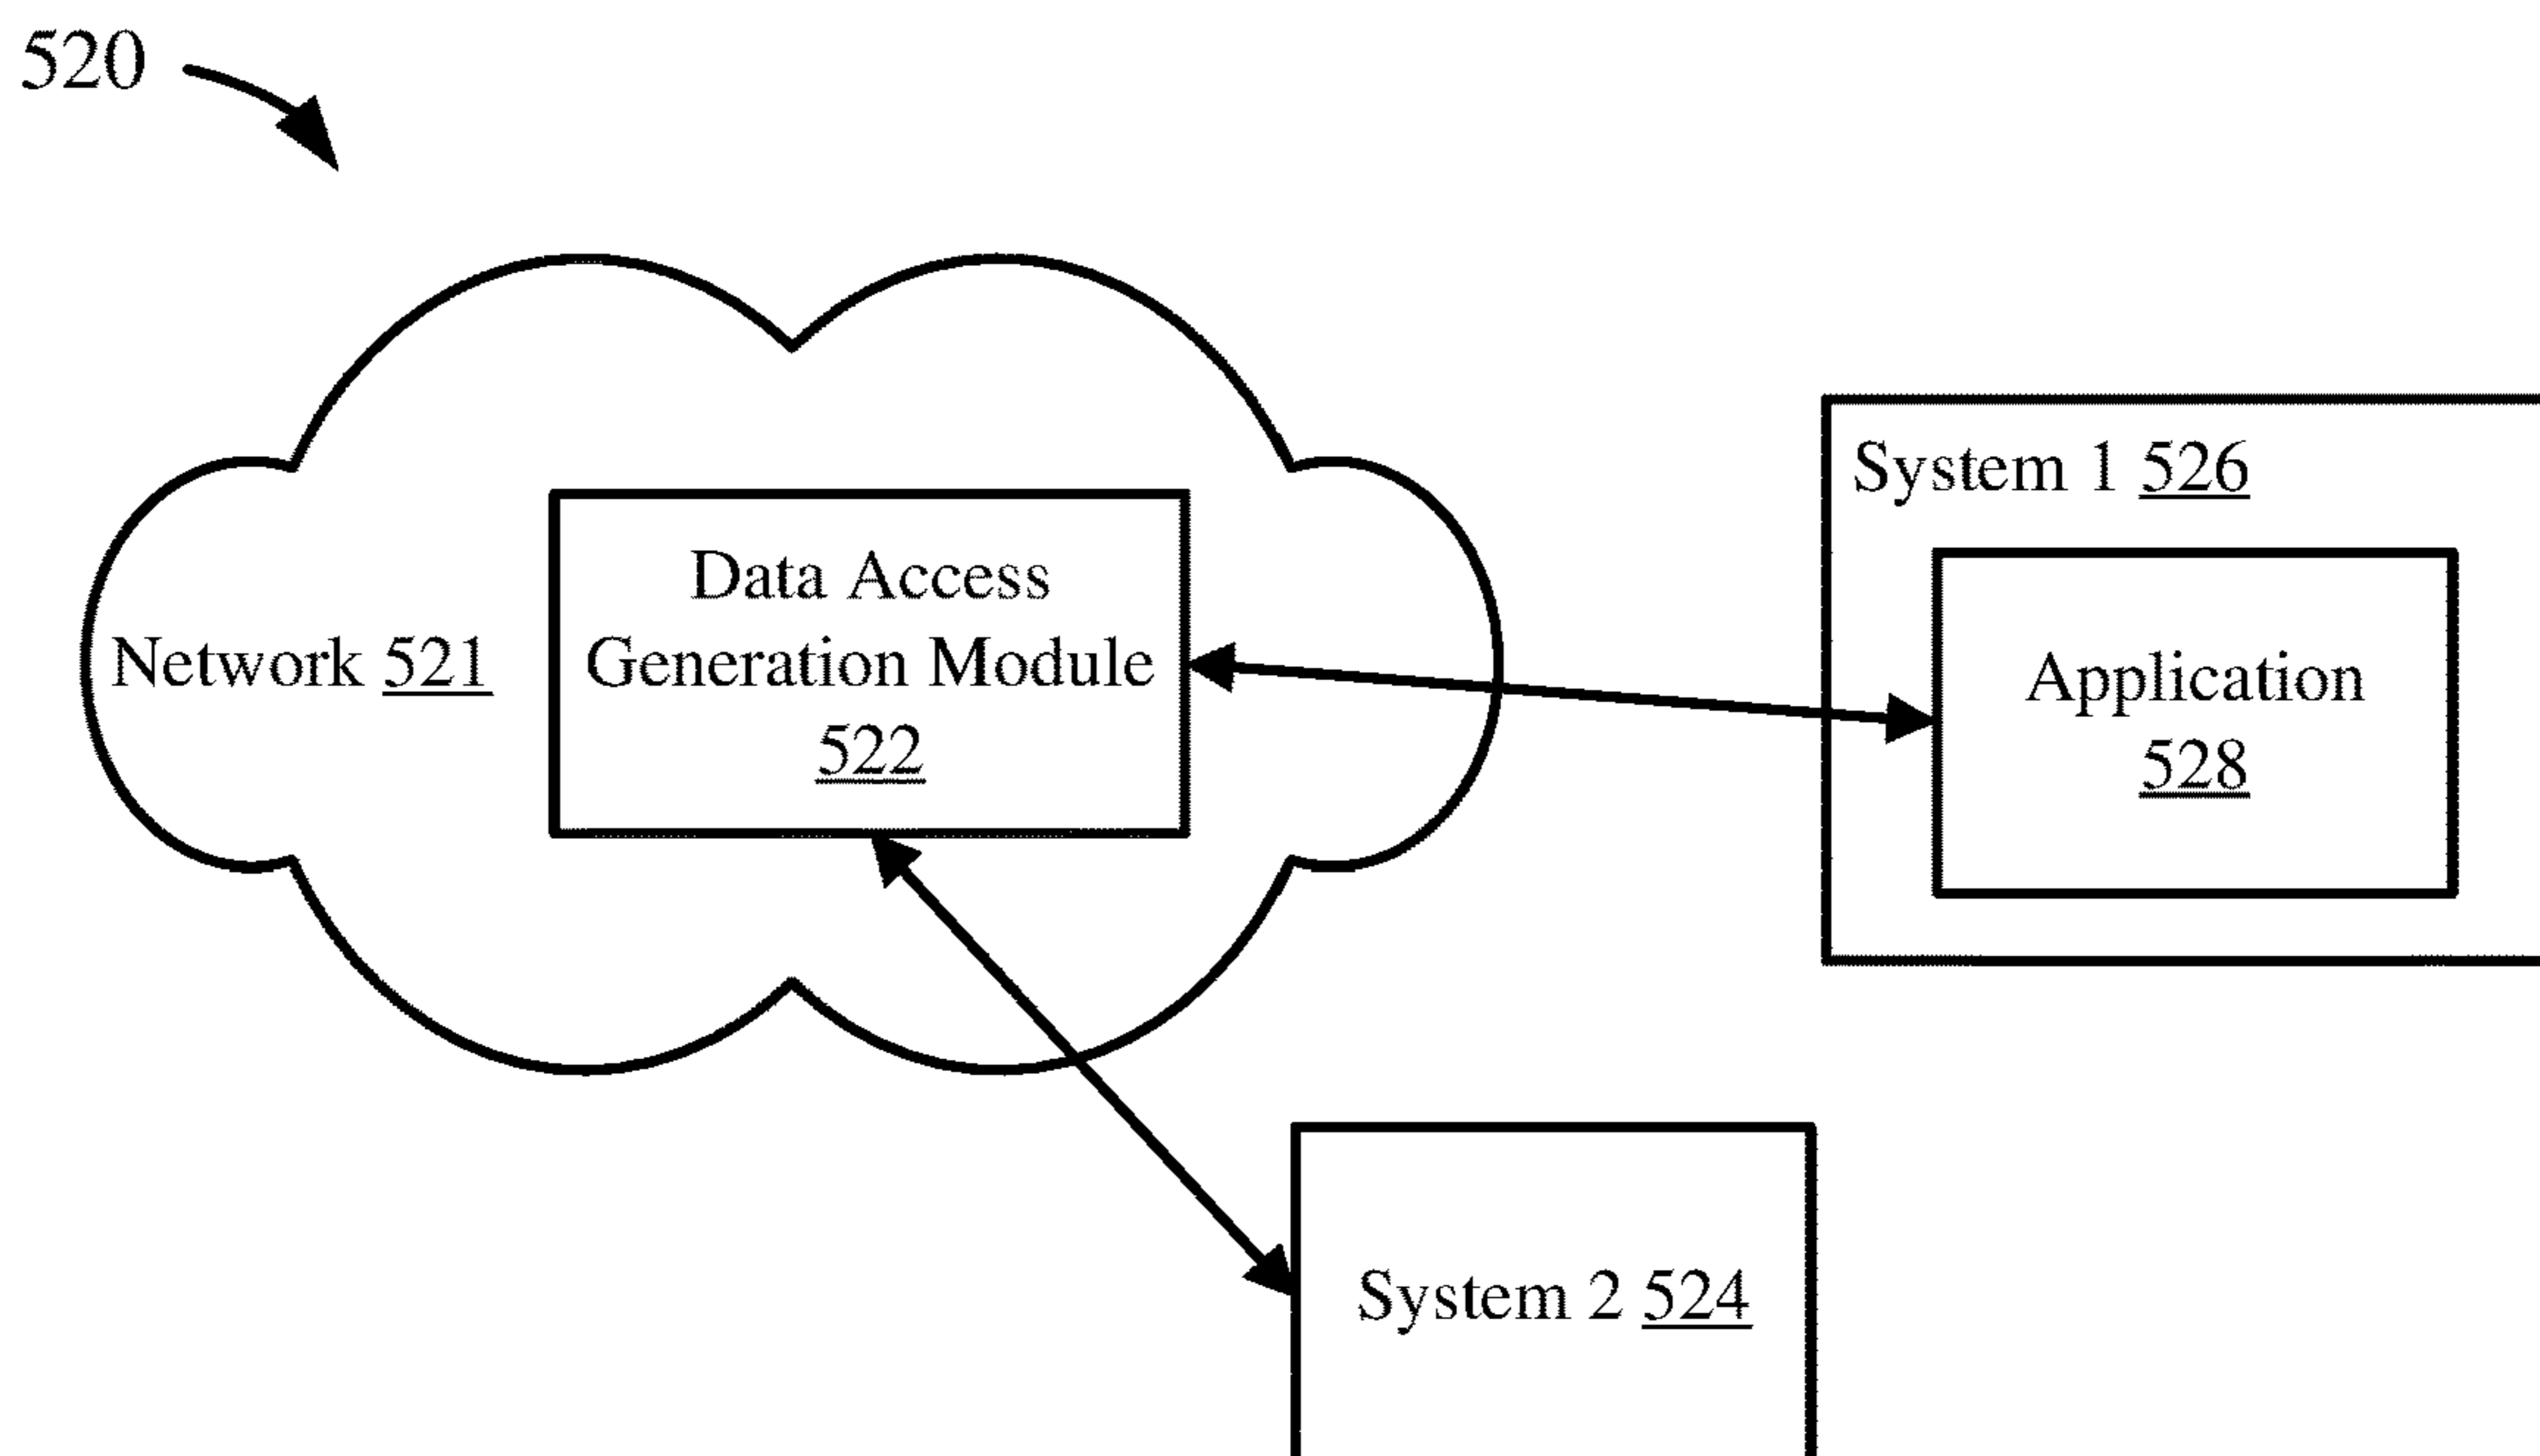 520
System 1 526
Data Access
Generation Module
522
Network 521
Application
528
System 2 524